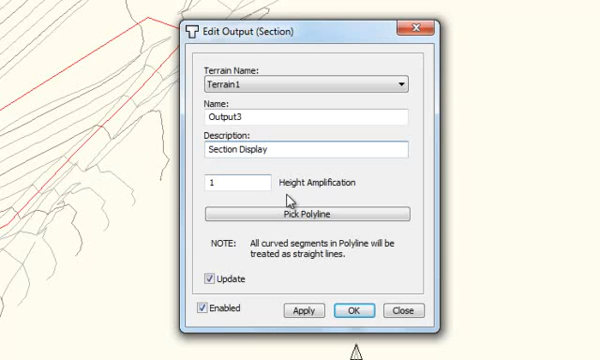 Edit Output (Section)
Terrain Name:
Terrain1
Name:
Output3
Description:
Section Display
1 Height Amplification
Pick Polyline
NOTE: All curved segments in Polyline will be
treated as straight lines.
Update
Enabled Apply OK Close